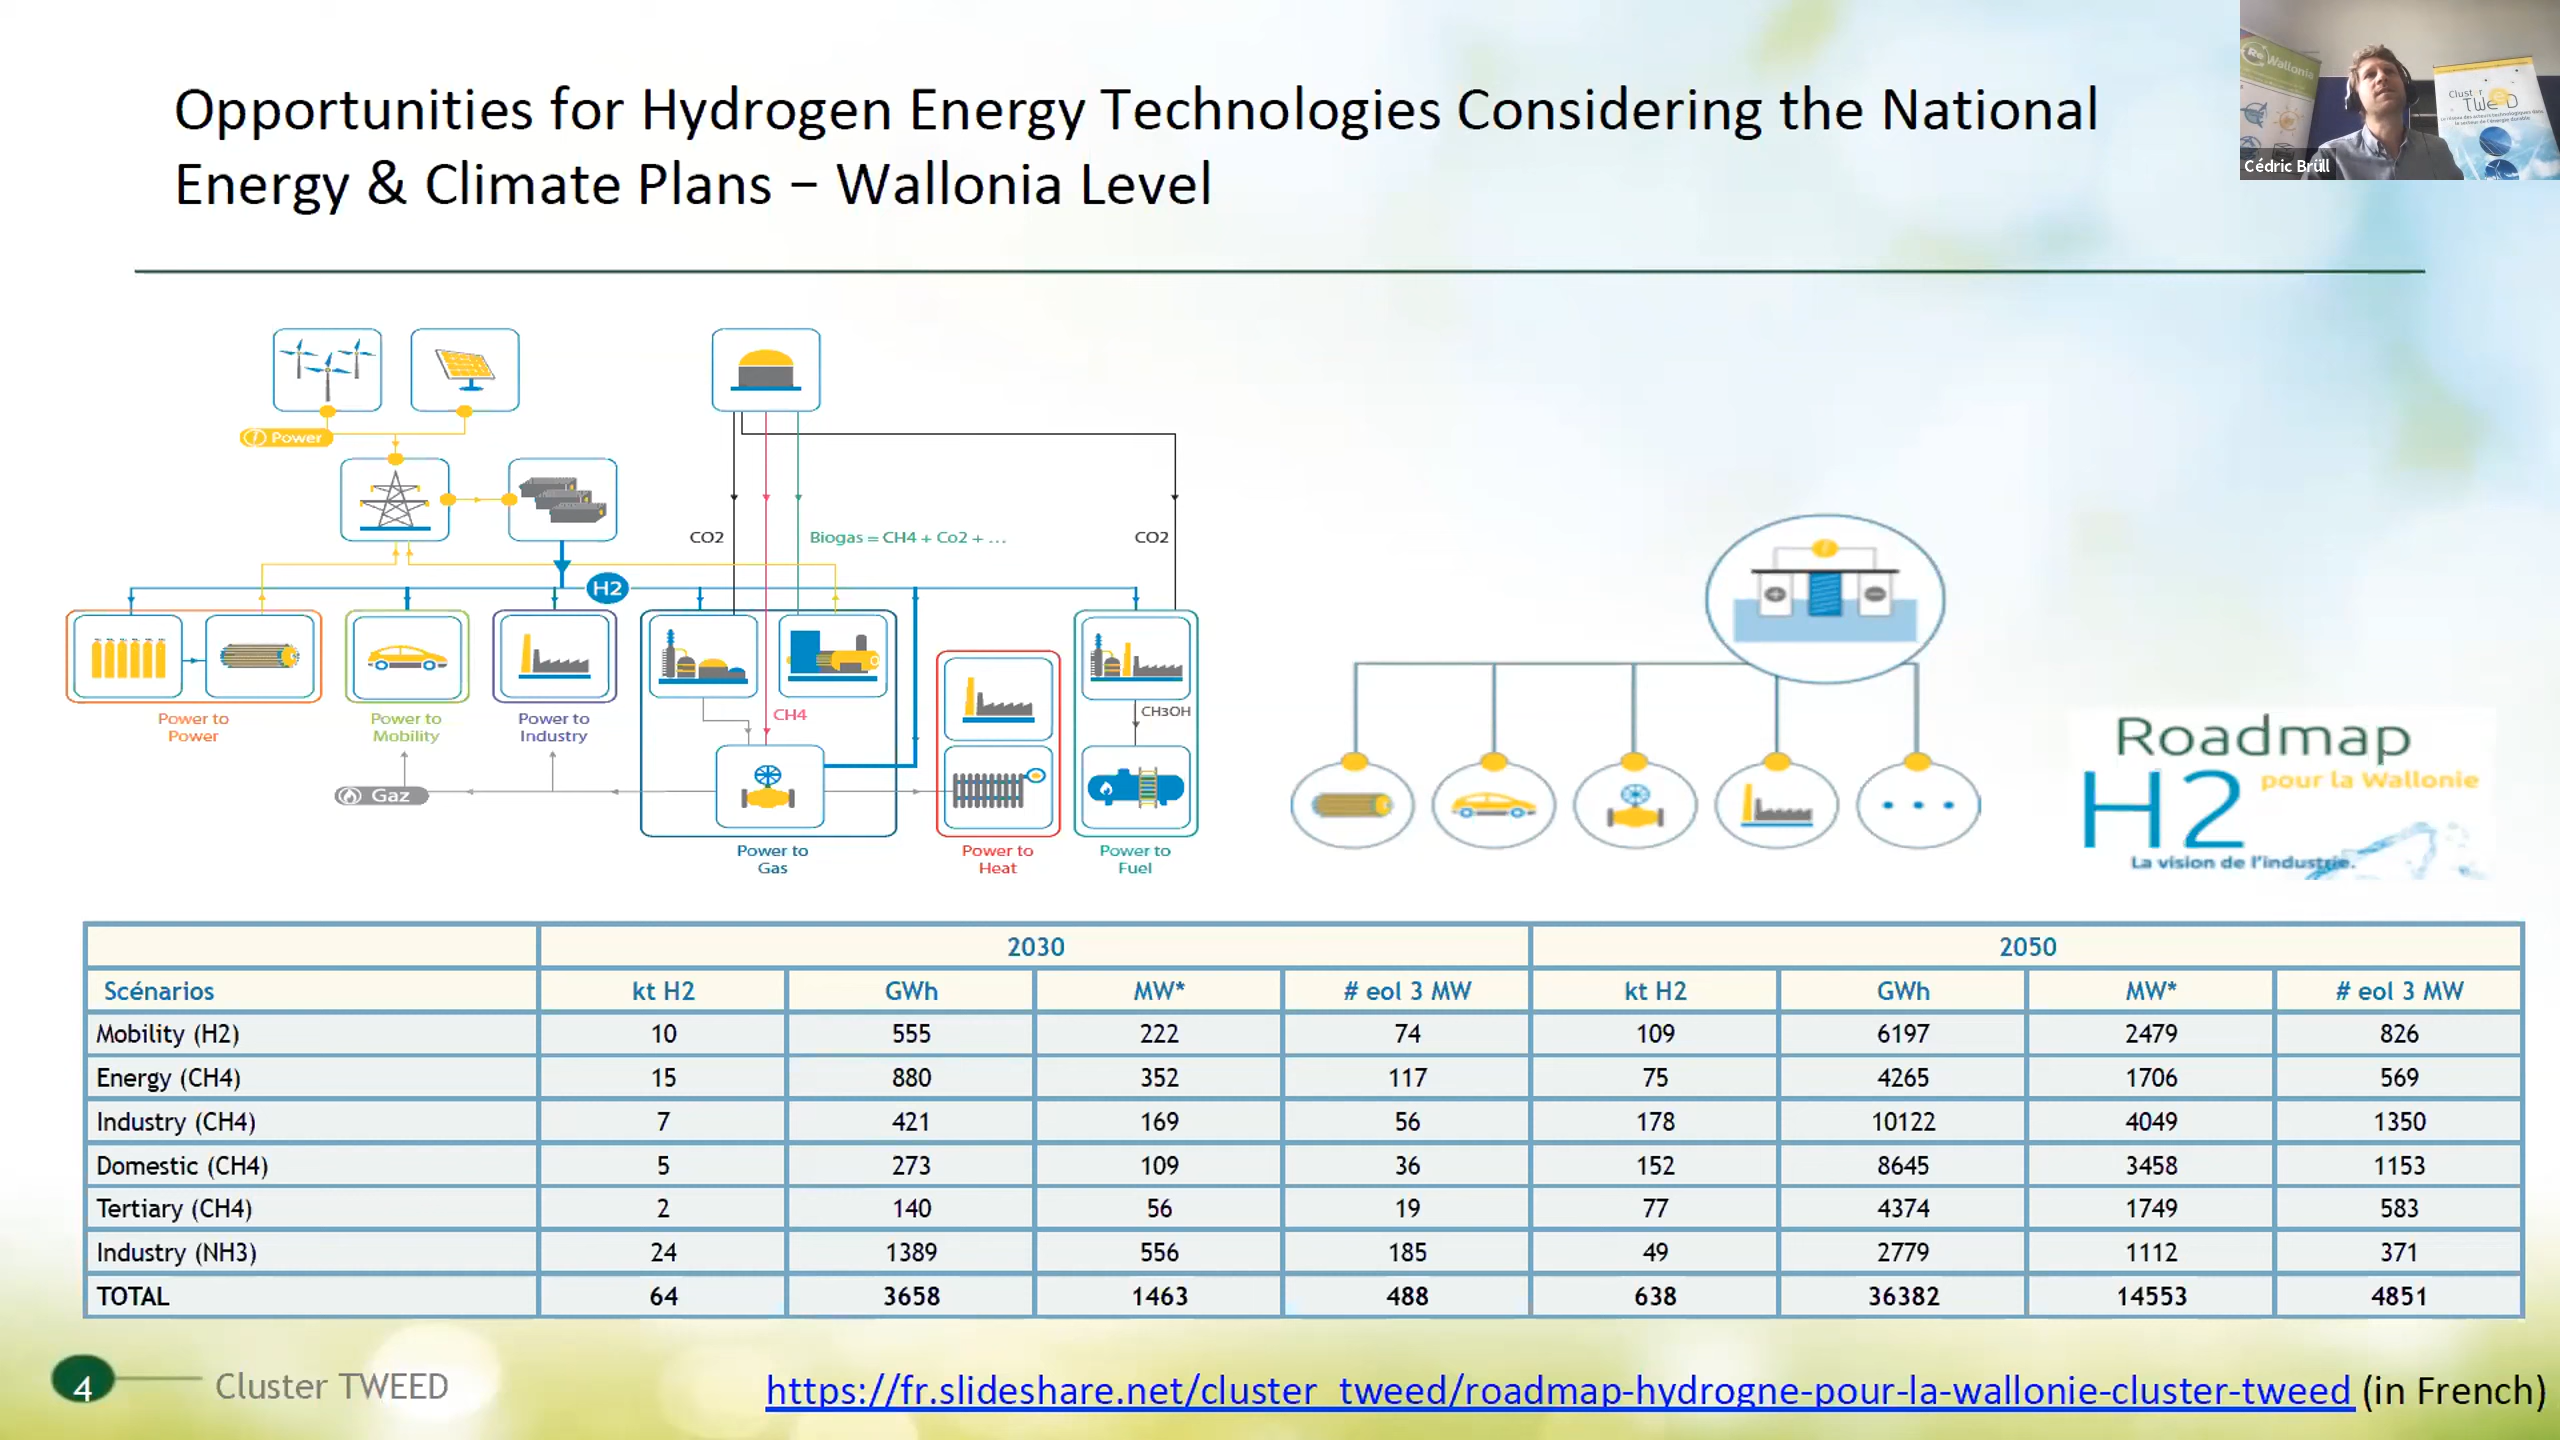 Opportunities for Hydrogen Energy Technologies Considering the National
Energy & Climate Plans – Wallonia Level
Re Wallonia
Clust r
TWe D
Cédric Brüll
Power
CO2
Biogas = CH4 + Co2 + ...
CO2
H2
CH4
CH3OH
Power to
Power
Power to
Mobility
Power to
Industry
Gaz
Power to
Gas
Power to
Heat
Power to
Fuel
Roadmap
H2 pour la Wallonie
La vision de l'industrie.
2030 2050
Scénarios kt H2 GWh MW* # eol 3 MW kt H2 GWh MW* # eol 3 MW
Mobility (H2) 10 555 222 74 109 6197 2479 826
Energy (CH4) 15 880 352 117 75 4265 1706 569
Industry (CH4) 7 421 169 56 178 10122 4049 1350
Domestic (CH4) 5 273 109 36 152 8645 3458 1153
Tertiary (CH4) 2 140 56 19 77 4374 1749 583
Industry (NH3) 24 1389 556 185 49 2779 1112 371
TOTAL 64 3658 1463 488 638 36382 14553 4851
4 Cluster TWEED
https://fr.slideshare.net/cluster_tweed/roadmap-hydrogne-pour-la-wallonie-cluster-tweed (in French)